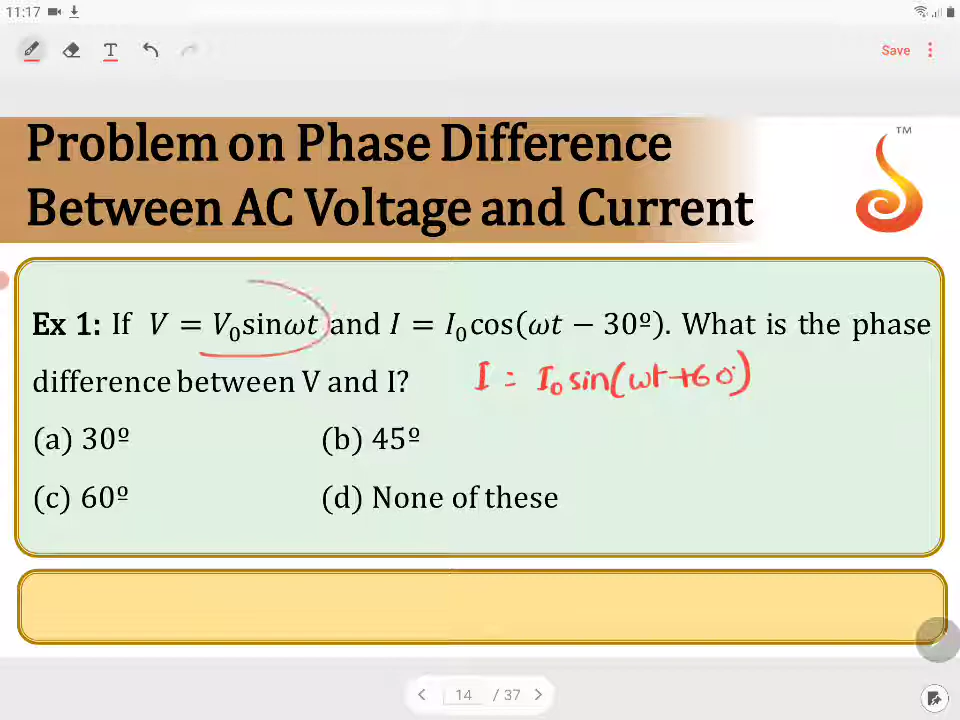 11:17
T
Save
Problem on Phase Difference
TM
Between AC Voltage and Current
Ex 1: If V = V₀sinωt and I = I₀cos(ωt − 30º). What is the phase
difference between V and I?
I = I₀ sin(ωt+60°)
(a) 30º (b) 45º
(c) 60º (d) None of these
14 / 37